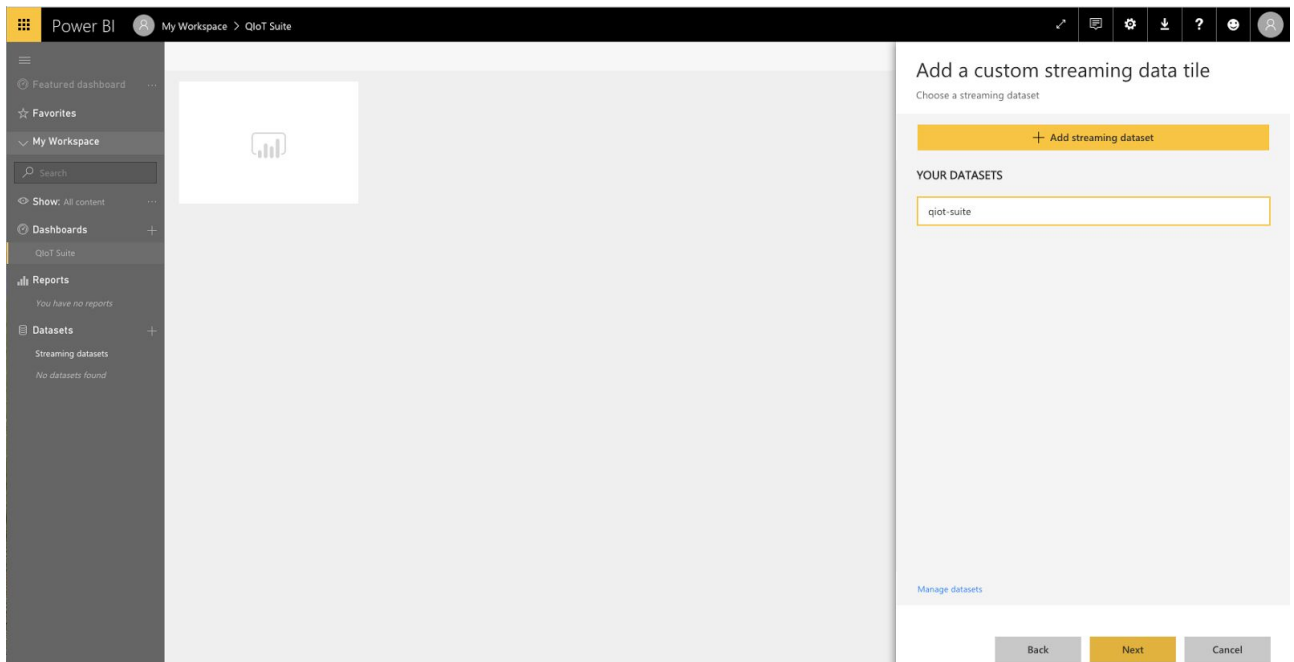 Power BI My Workspace > QIoT Suite ?
Featured dashboard ...
Favorites
My Workspace
Search
Show: All content ...
Dashboards +
QIoT Suite
Reports
You have no reports
Datasets +
Streaming datasets
No datasets found
Add a custom streaming data tile
Choose a streaming dataset
+ Add streaming dataset
YOUR DATASETS
qiot-suite
Manage datasets
Back Next Cancel